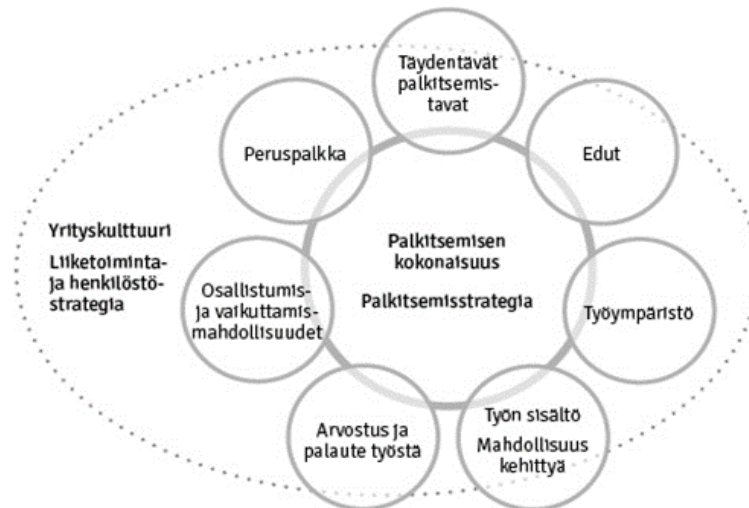 Täydentävät
palkitsemis-
tavat
Peruspalkka
Edut
Yrityskulttuuri
Liiketoiminta-
ja henkilöstö-
strategia
Palkitsemisen
kokonaisuus
Palkitsemisstrategia
Osallistumis-
ja vaikuttamis-
mahdollisuudet
Työympäristö
Arvostus ja
palaute työstä
Työn sisältö
Mahdollisuus
kehittyä